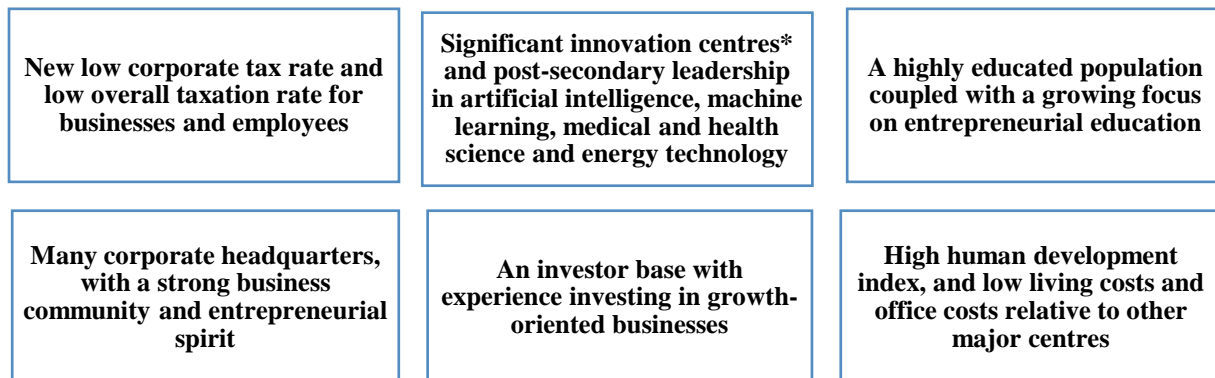 New low corporate tax rate and
low overall taxation rate for
businesses and employees
Significant innovation centres*
and post-secondary leadership
in artificial intelligence, machine
learning, medical and health
science and energy technology
A highly educated population
coupled with a growing focus
on entrepreneurial education
Many corporate headquarters,
with a strong business
community and entrepreneurial
spirit
An investor base with
experience investing in growth-
oriented businesses
High human development
index, and low living costs and
office costs relative to other
major centres